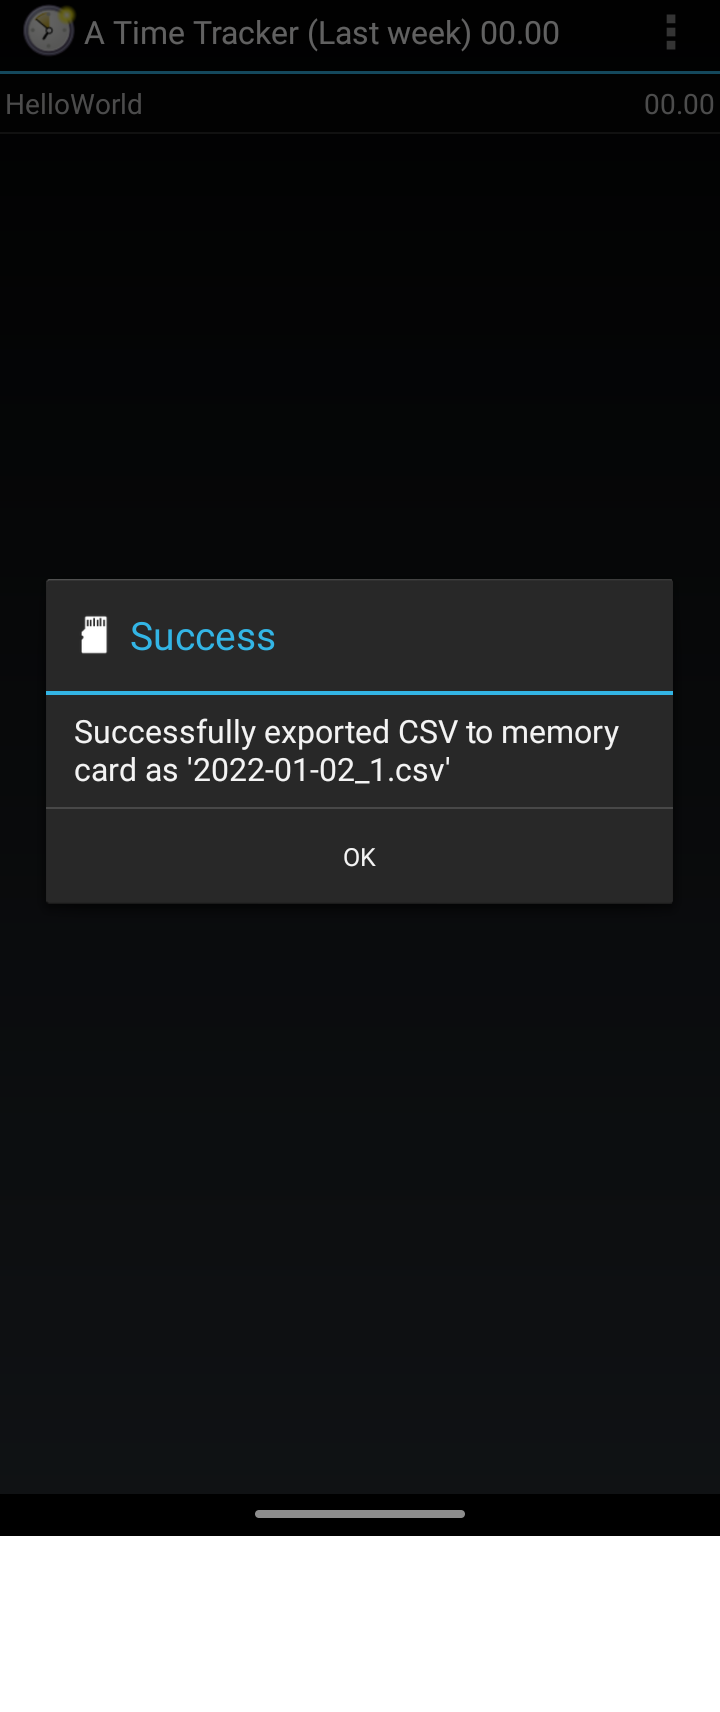 A Time Tracker (Last week) 00.00
HelloWorld 00.00
Success
Successfully exported CSV to memory
card as '2022-01-02_1.csv'
OK